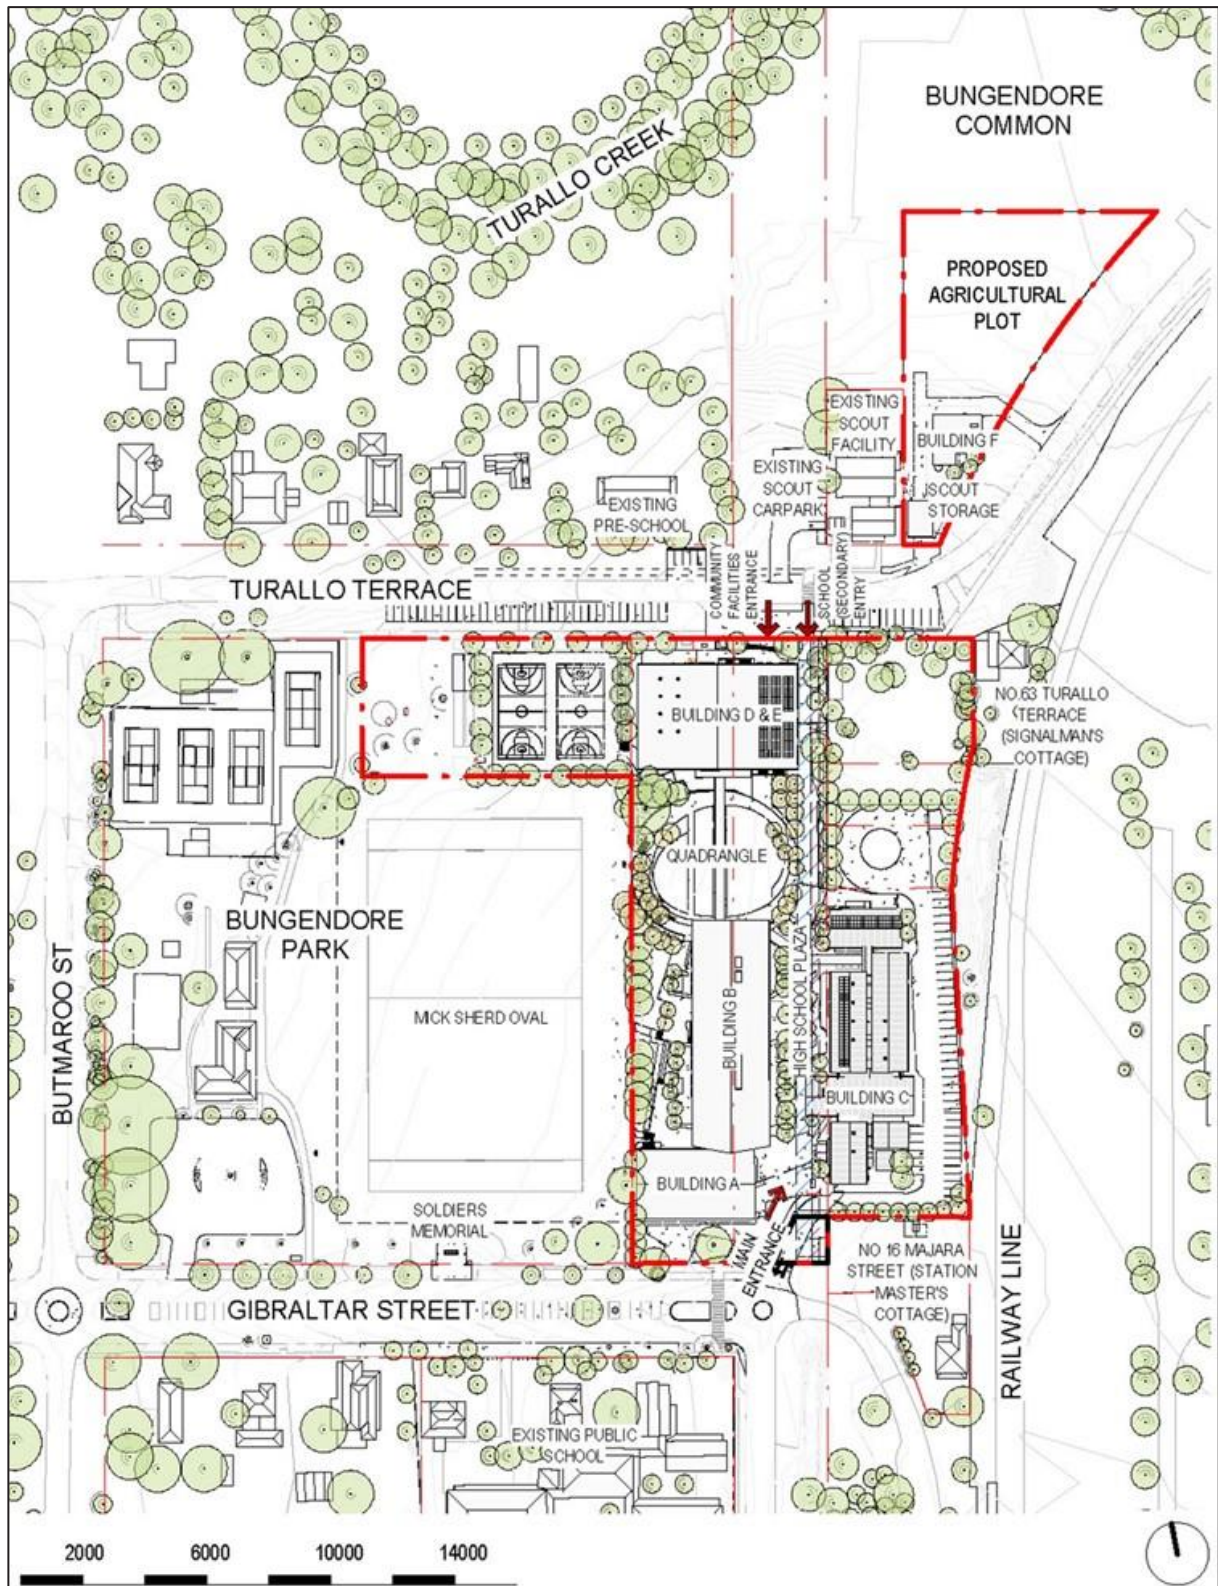 BUNGENDORE
COMMON
TURALLO CREEK
PROPOSED
AGRICULTURAL
PLOT
EXISTING
SCOUT
FACILITY
BUILDING F
EXISTING
SCOUT
CARPARK
SCOUT
STORAGE
EXISTING
PRE-SCHOOL
TURALLO TERRACE
COMMUNITY
FACILITIES
ENTRANCE
SCHOOL
(SECONDARY)
ENTRY
BUILDING D & E
NO.63 TURALLO
TERRACE
(SIGNALMAN'S
COTTAGE)
QUADRANGLE
BUNGENDORE
PARK
MICK SHERD OVAL
BUTMAROO ST
BUILDING B
HIGH SCHOOL PLAZA
BUILDING C
BUILDING A
SOLDIERS
MEMORIAL
MAIN
ENTRANCE
NO 16 MAJARA
STREET (STATION
MASTER'S
COTTAGE)
RAILWAY LINE
GIBRALTAR STREET
EXISTING PUBLIC
SCHOOL
2000 6000 10000 14000